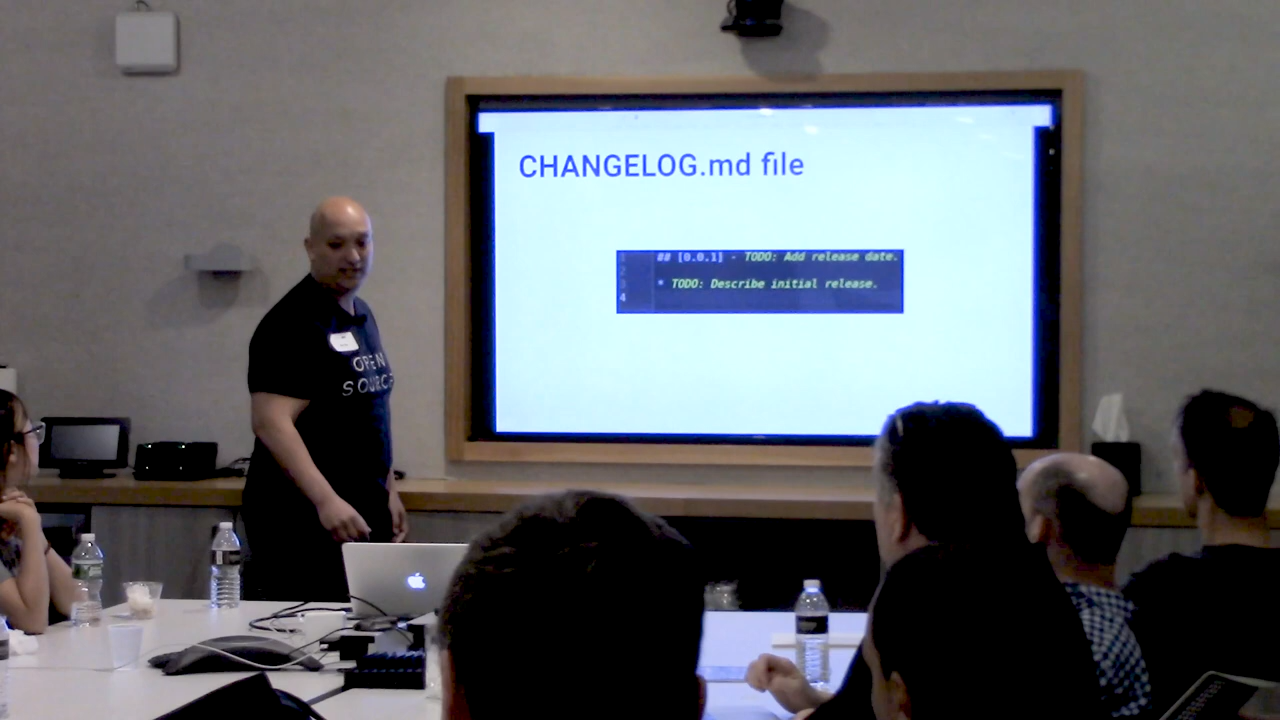 CHANGELOG.md file
1 ## [0.0.1] - TODO: Add release date.
2
3 * TODO: Describe initial release.
4
OPEN
SOURCE